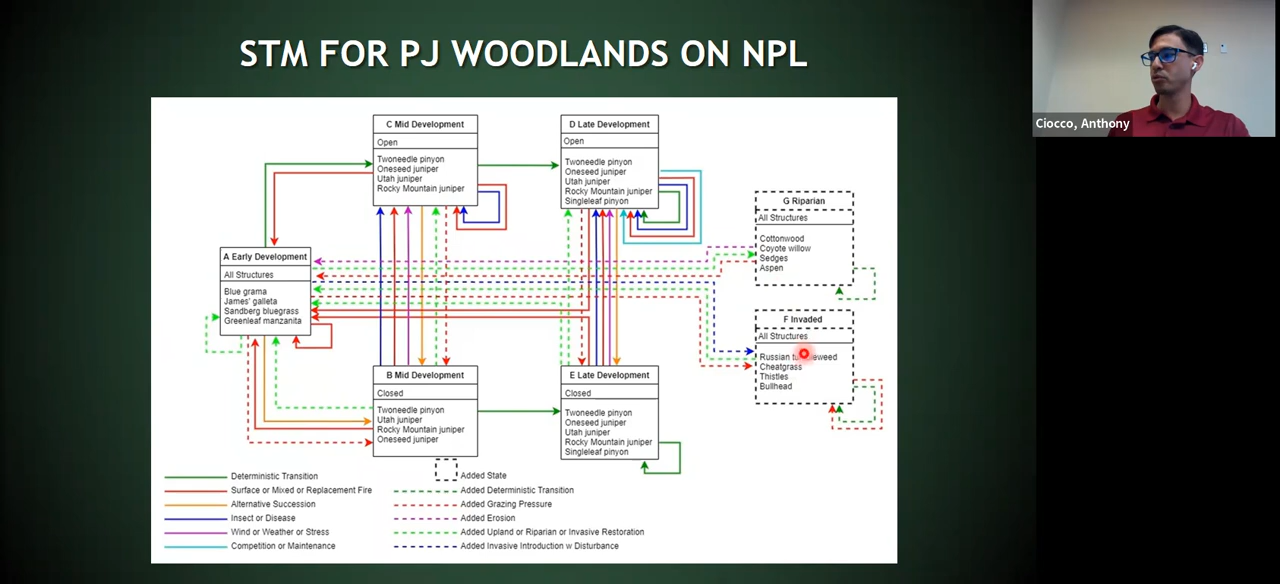 STM FOR PJ WOODLANDS ON NPL
Ciocco, Anthony
C Mid Development
Open
Twoneedle pinyon
Oneseed juniper
Utah juniper
Rocky Mountain juniper
D Late Development
Open
Twoneedle pinyon
Oneseed juniper
Utah juniper
Rocky Mountain juniper
Singleleaf pinyon
G Riparian
All Structures
Cottonwood
Coyote willow
Sedges
Aspen
A Early Development
All Structures
Blue grama
James' galleta
Sandberg bluegrass
Greenleaf manzanita
F Invaded
All Structures
Russian
Cheatgrass
Thistles
Bullhead
B Mid Development
Closed
Twoneedle pinyon
Utah juniper
Rocky Mountain juniper
Oneseed juniper
E Late Development
Closed
Twoneedle pinyon
Oneseed juniper
Utah juniper
Rocky Mountain juniper
Singleleaf pinyon
Deterministic Transition
Surface or Mixed or Replacement Fire
Alternative Succession
Insect or Disease
Wind or Weather or Stress
Competition or Maintenance
Added State
Added Deterministic Transition
Added Grazing Pressure
Added Erosion
Added Upland or Riparian or Invasive Restoration
Added Invasive Introduction w Disturbance